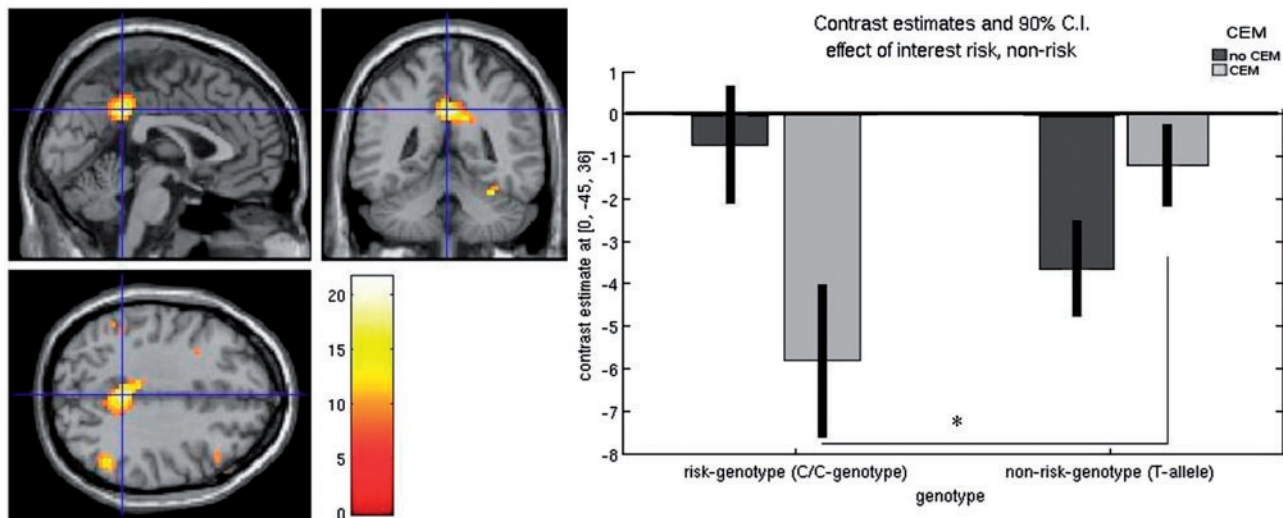 20
15
10
5
0
Contrast estimates and 90% C.I.
effect of interest risk, non-risk
CEM
no CEM
CEM
contrast estimate at [0, -45, 36]
1
0
-1
-2
-3
-4
-5
-6
-7
-8
*
risk-genotype (C/C-genotype) non-risk-genotype (T-allele)
genotype